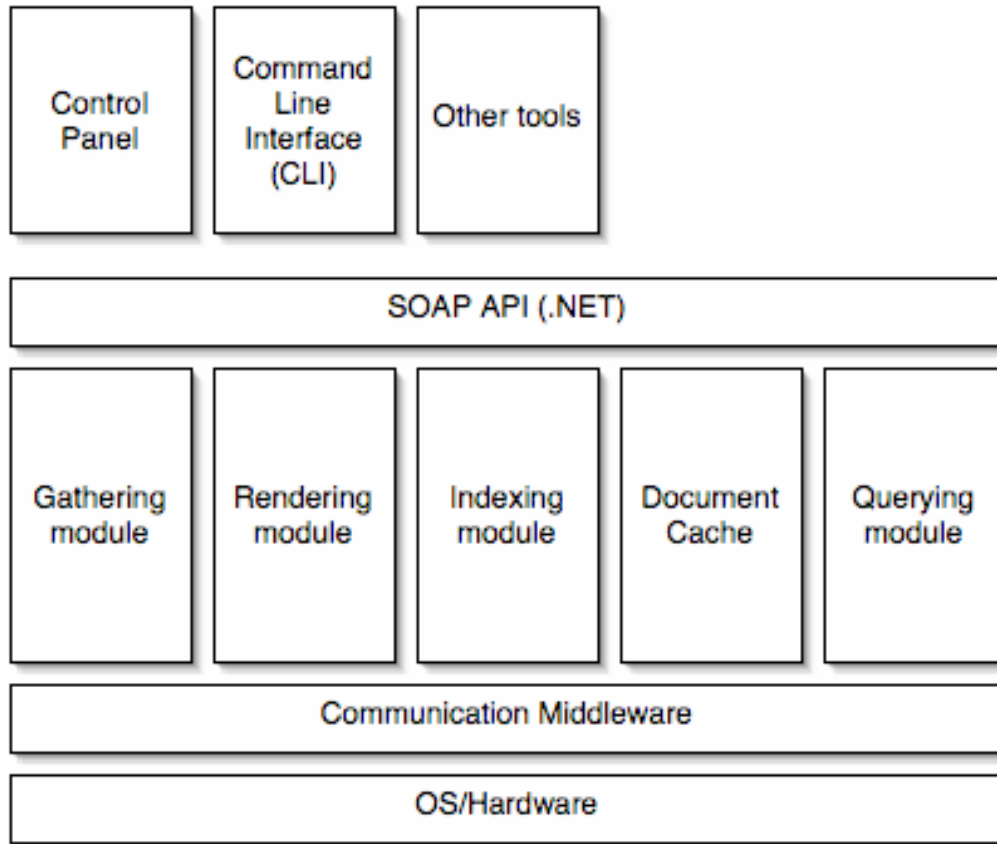 Control
Panel
Command
Line
Interface
(CLI)
Other tools
SOAP API (.NET)
Gathering
module
Rendering
module
Indexing
module
Document
Cache
Querying
module
Communication Middleware
OS/Hardware